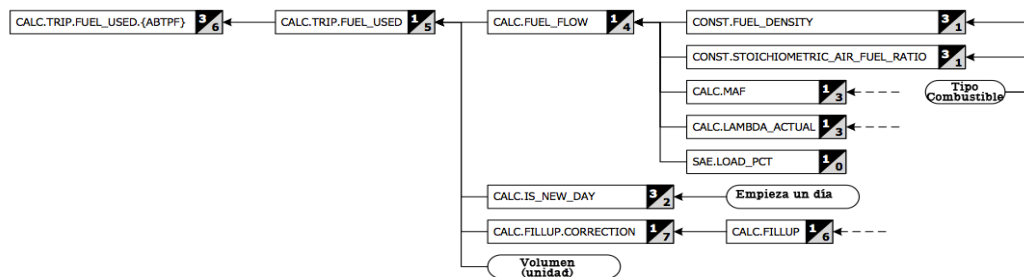 CALC.TRIP.FUEL_USED.{ABTPF} 3 6
CALC.TRIP.FUEL_USED 1 5
CALC.FUEL_FLOW 1 4
CONST.FUEL_DENSITY 3 1
CONST.STOICHIOMETRIC_AIR_FUEL_RATIO 3 1
CALC.MAF 1 3
Tipo
Combustible
CALC.LAMBDA_ACTUAL 1 3
SAE.LOAD_PCT 1 0
CALC.IS_NEW_DAY 3 2
Empieza un día
CALC.FILLUP.CORRECTION 1 7
CALC.FILLUP 1 6
Volumen
(unidad)